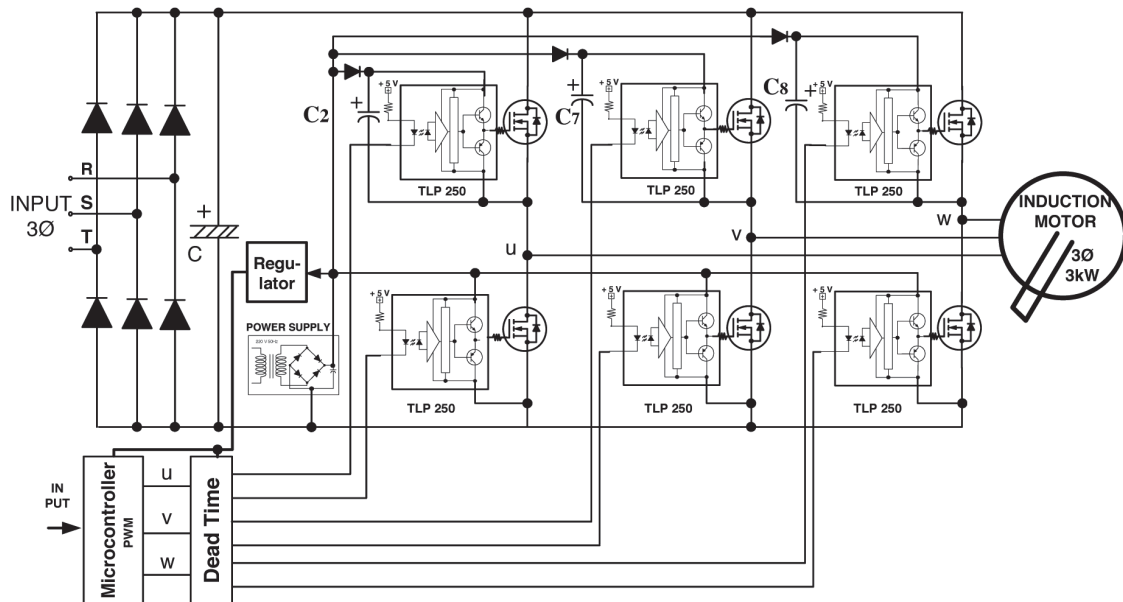 + 5 V
C2
TLP 250
+ 5 V
C7
TLP 250
+ 5 V
C8
TLP 250
R
INPUT S
3Ø
T
+
C
u
v
w
INDUCTION
MOTOR
3Ø
3kW
Regu-
lator
POWER SUPPLY
+ 5 V
TLP 250
+ 5 V
TLP 250
+ 5 V
TLP 250
IN
PUT
Microcontroller
PWM
u
v
w
Dead Time